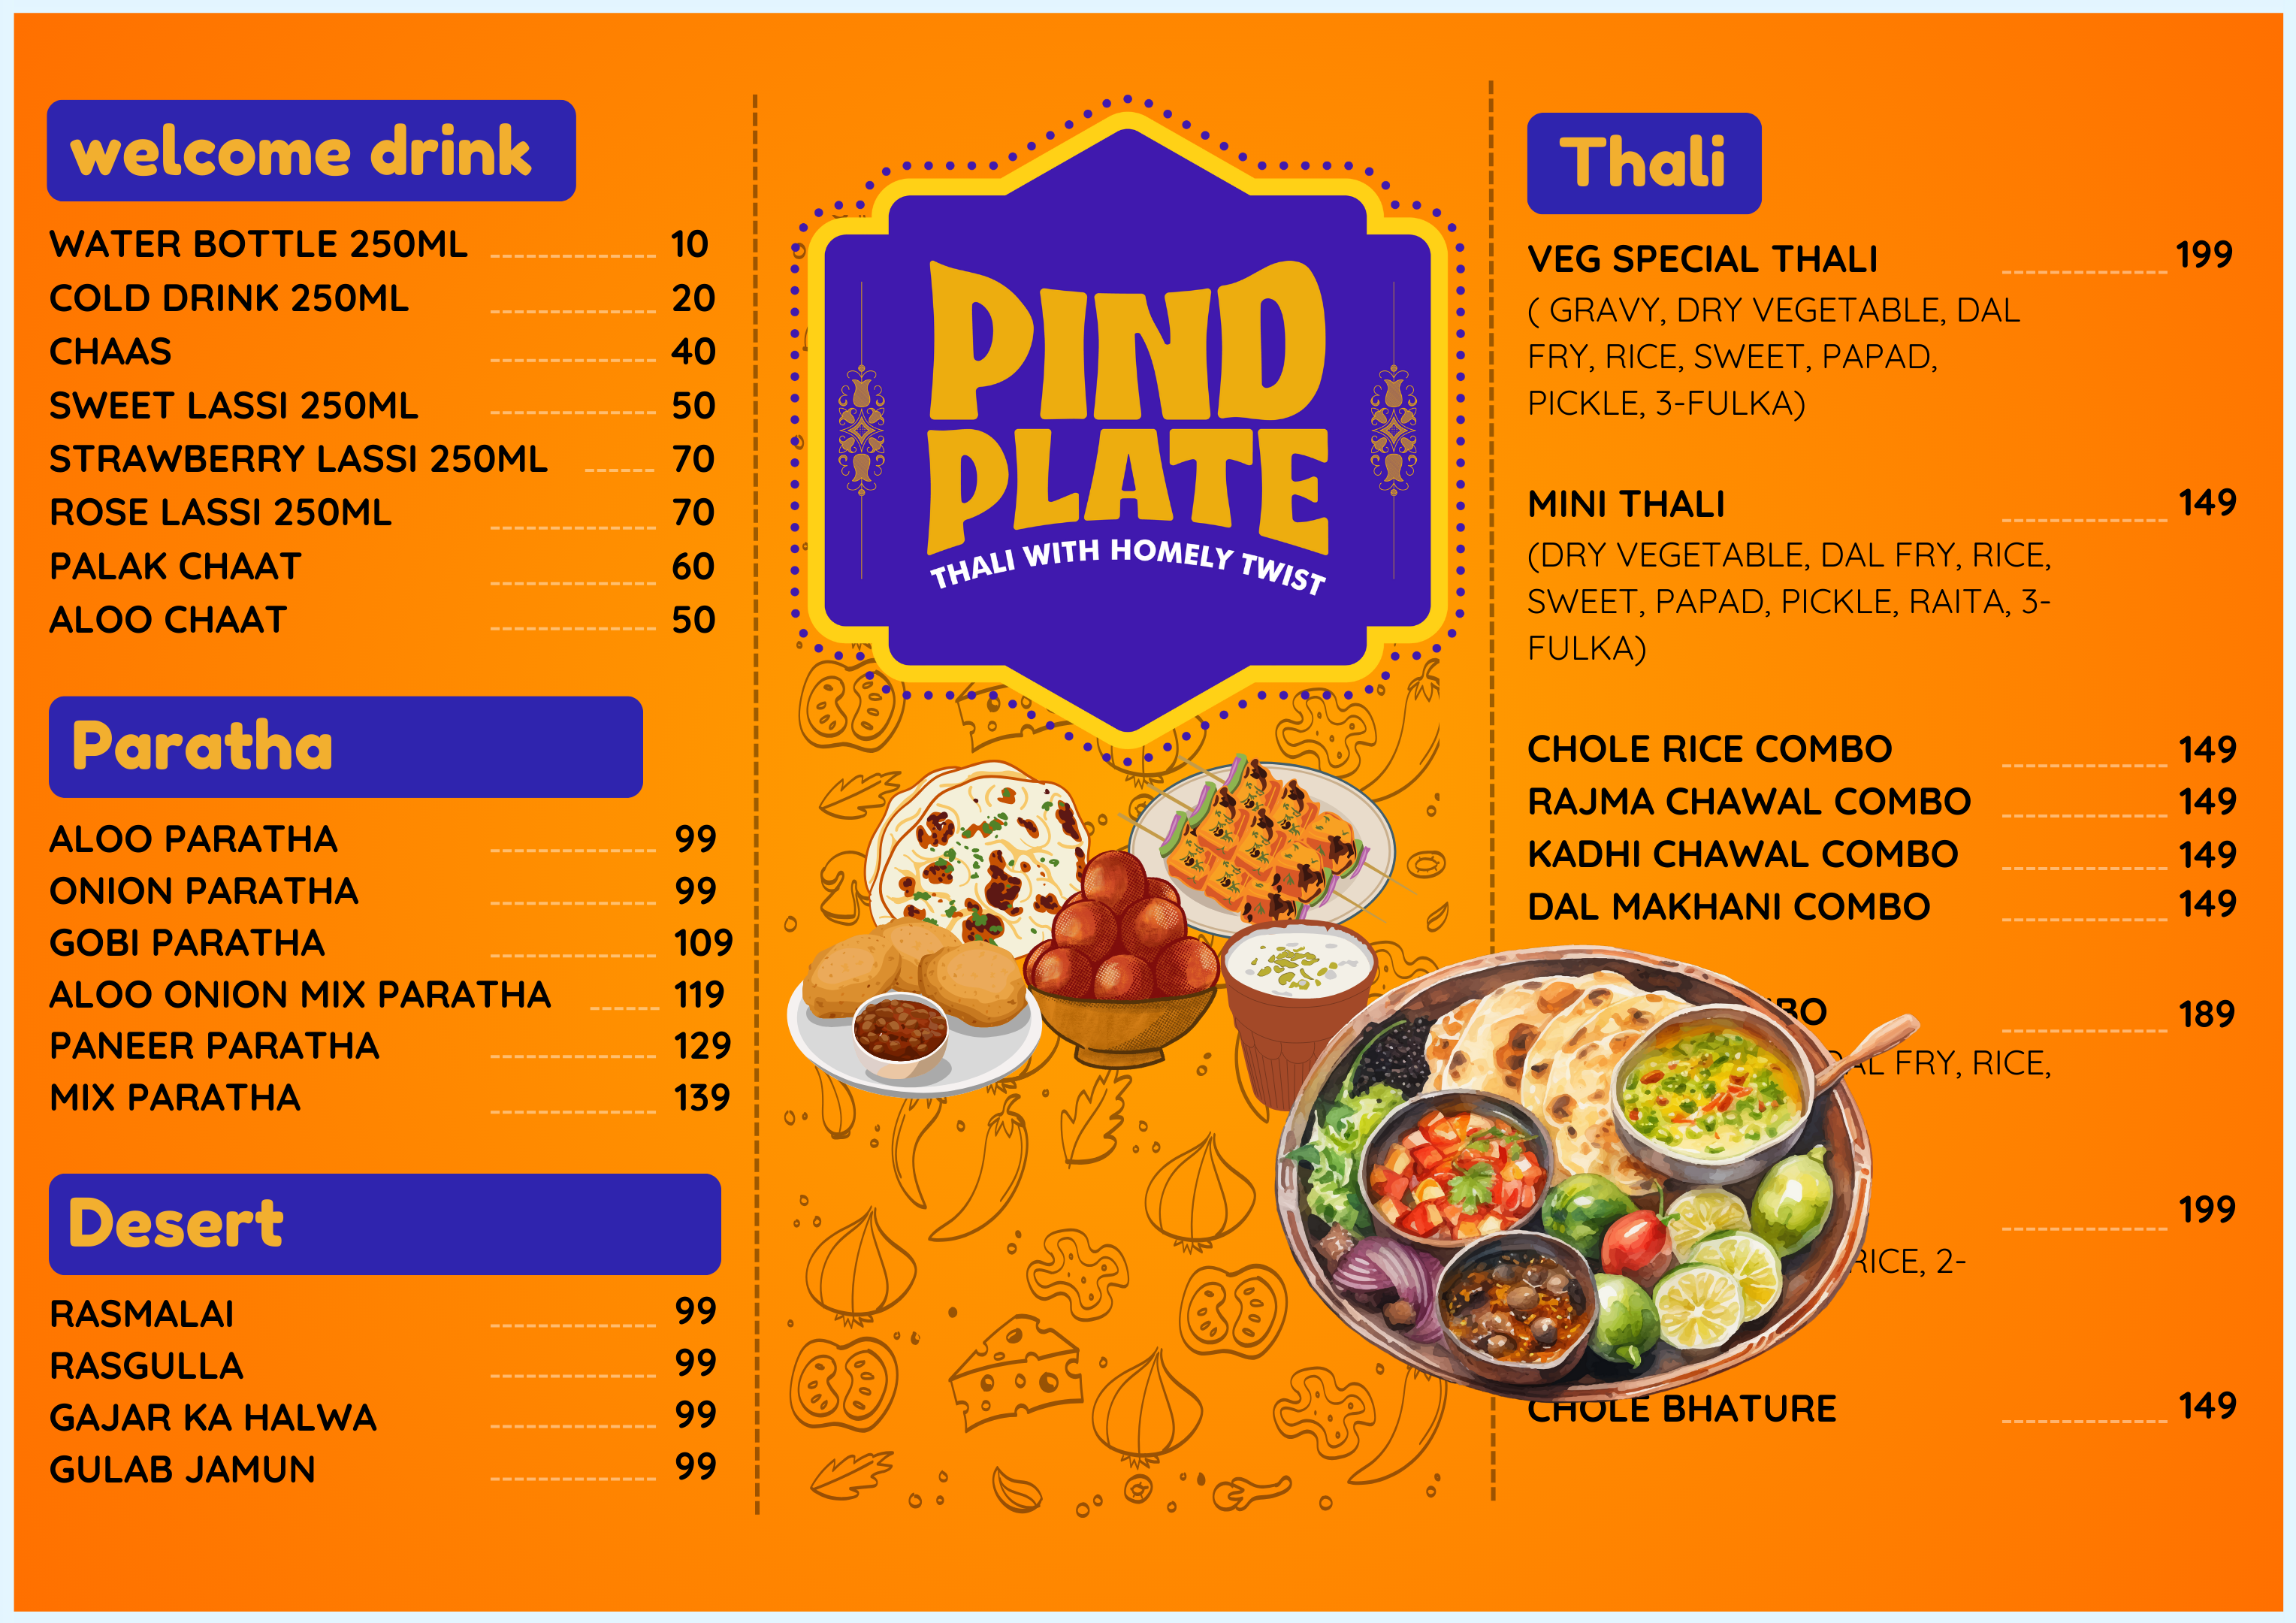 welcome drink
WATER BOTTLE 250ML 10
COLD DRINK 250ML 20
CHAAS 40
SWEET LASSI 250ML 50
STRAWBERRY LASSI 250ML 70
ROSE LASSI 250ML 70
PALAK CHAAT 60
ALOO CHAAT 50
Paratha
ALOO PARATHA 99
ONION PARATHA 99
GOBI PARATHA 109
ALOO ONION MIX PARATHA 119
PANEER PARATHA 129
MIX PARATHA 139
Desert
RASMALAI 99
RASGULLA 99
GAJAR KA HALWA 99
GULAB JAMUN 99
PIND
PLATE
THALI WITH HOMELY TWIST
Thali
VEG SPECIAL THALI 199
( GRAVY, DRY VEGETABLE, DAL
FRY, RICE, SWEET, PAPAD,
PICKLE, 3-FULKA)
MINI THALI 149
(DRY VEGETABLE, DAL FRY, RICE,
SWEET, PAPAD, PICKLE, RAITA, 3-
FULKA)
CHOLE RICE COMBO 149
RAJMA CHAWAL COMBO 149
KADHI CHAWAL COMBO 149
DAL MAKHANI COMBO 149
189
FRY, RICE,
199
RICE, 2-
CHOLE BHATURE 149